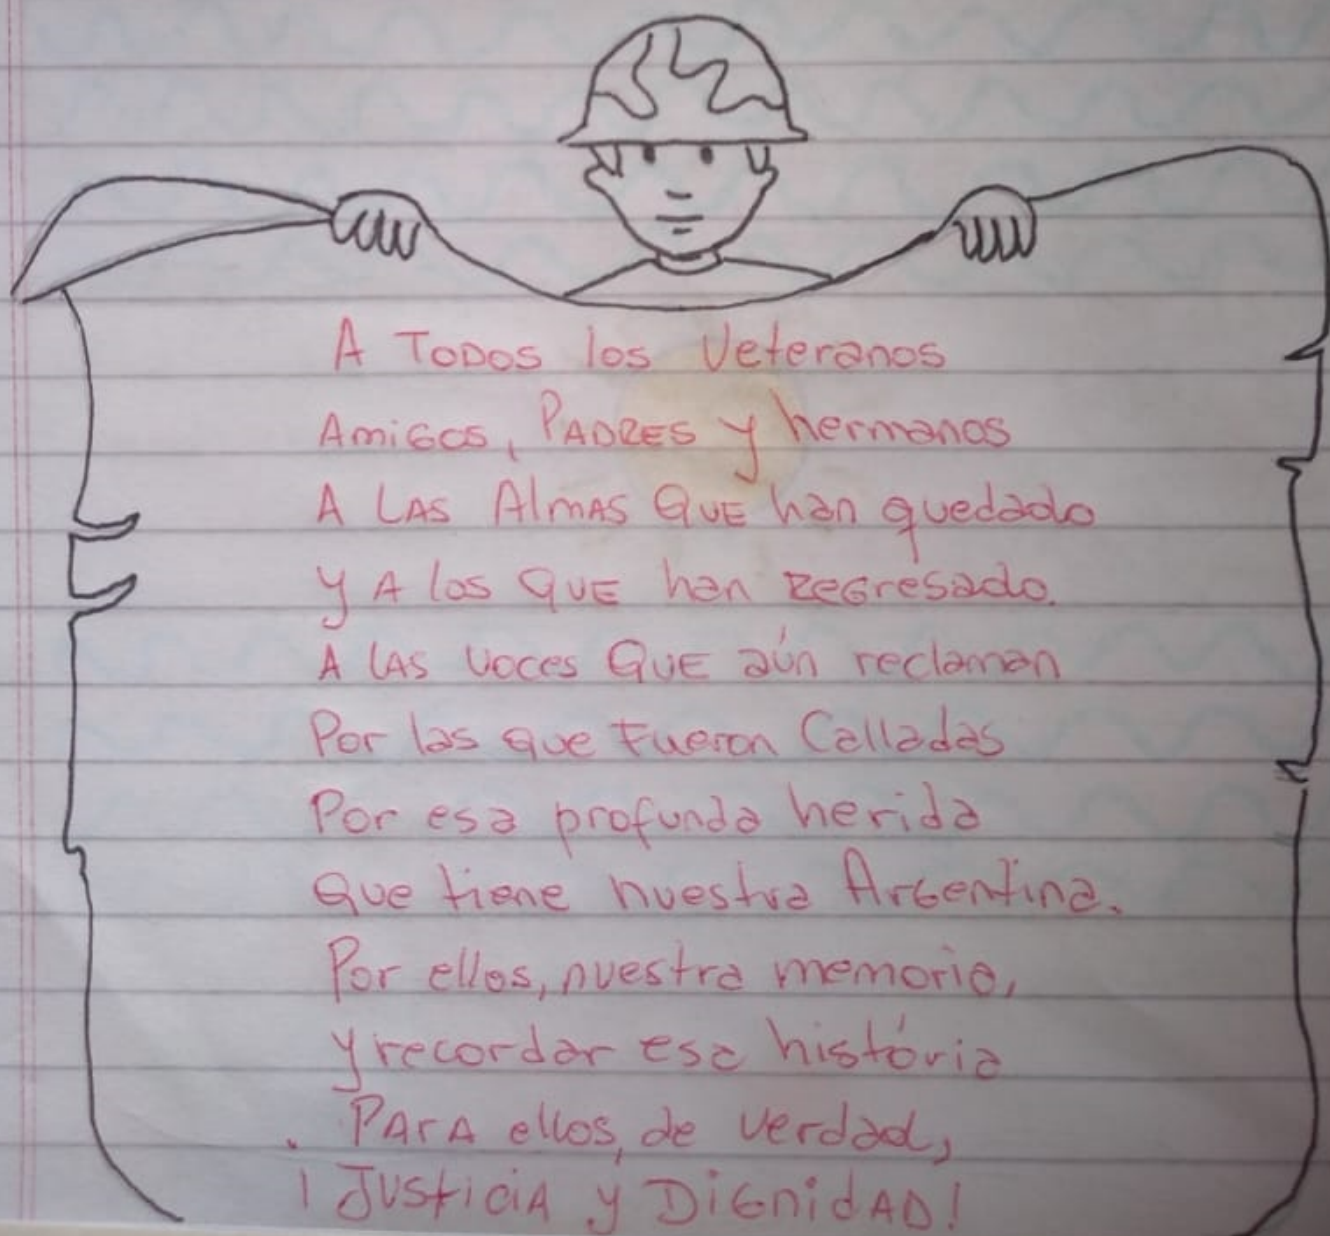 A TODOS los Veteranos
AmiGos, PADRES y hermanos
A LAS AlmAS QUE han quedado
y A los QUE han REGresado.
A LAS voces QUE aún reclaman
Por las que Fueron Calladas
Por esa profunda herida
Que tiene nuestra ArGentina.
Por ellos, nuestra memoria,
y recordar esa história
. PArA ellos, de verdad,
¡JUsticiA y DiGnidAD!